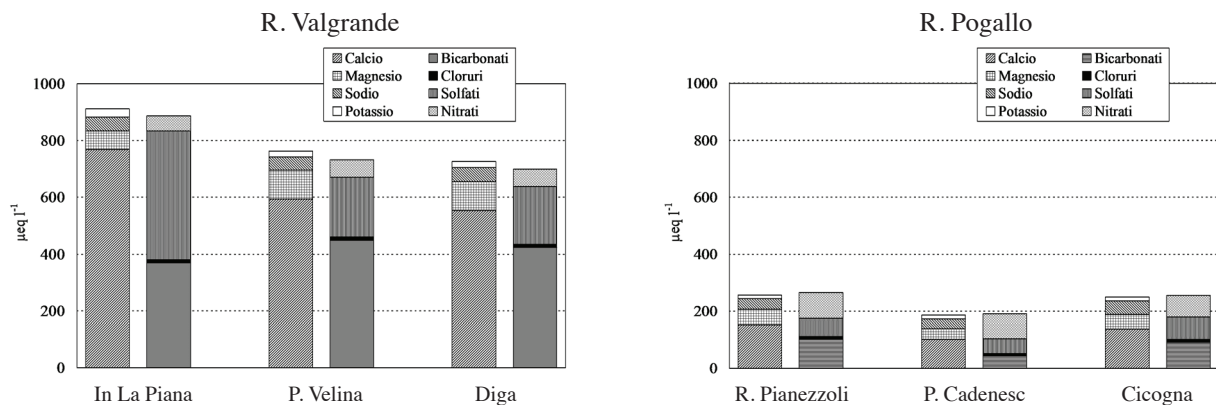 R. Valgrande
Calcio Bicarbonati
Magnesio Cloruri
Sodio Solfati
Potassio Nitrati
1000
800
600
400
200
0
µeq l-1
In La Piana P. Velina Diga
R. Pogallo
Calcio Bicarbonati
Magnesio Cloruri
Sodio Solfati
Potassio Nitrati
1000
800
600
400
200
0
µeq l-1
R. Pianezzoli P. Cadenesc Cicogna